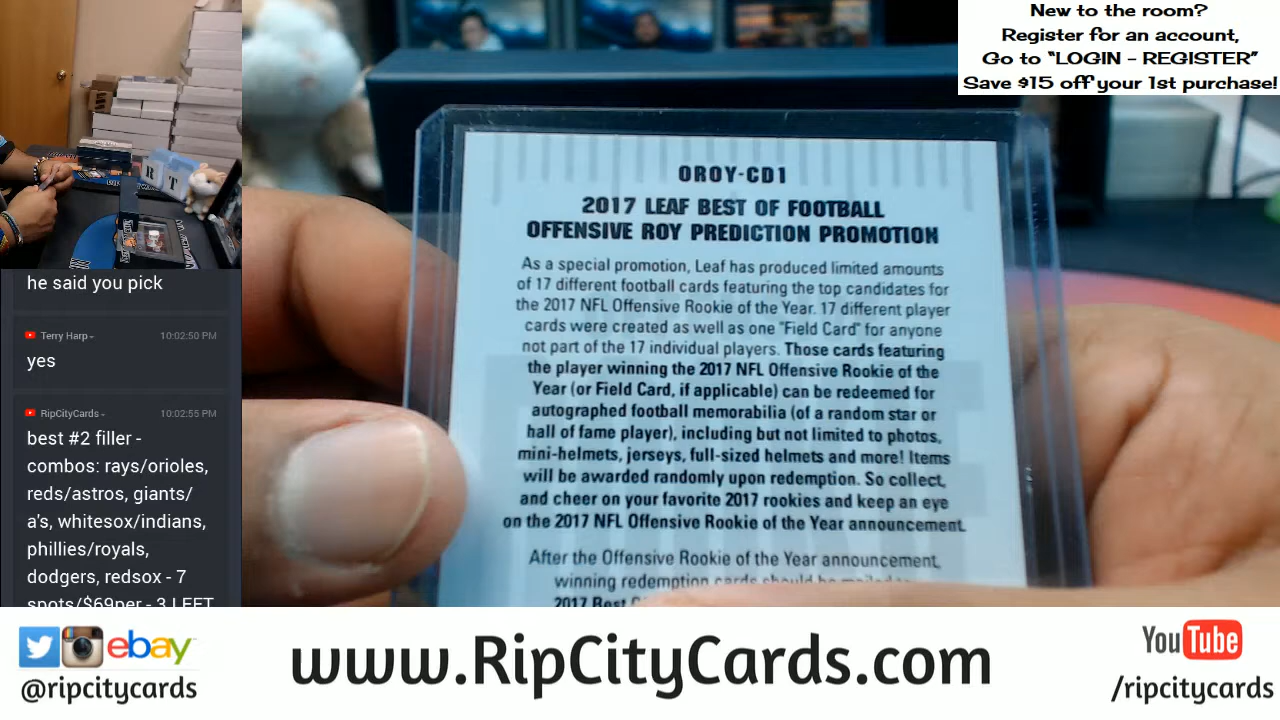 New to the room?
Register for an account,
Go to “LOGIN - REGISTER”
Save $15 off your 1st purchase!
R
T
he said you pick
Terry Harp
10:02:50 PM
yes
RipCityCards
10:02:55 PM
best #2 filler -
combos: rays/orioles,
reds/astros, giants/
a's, whitesox/indians,
phillies/royals,
dodgers, redsox - 7
spots/$69per - 3 LEFT
OROY-CD1
2017 LEAF BEST OF FOOTBALL
OFFENSIVE ROY PREDICTION PROMOTION
As a special promotion, Leaf has produced limited amounts
of 17 different football cards featuring the top candidates for
the 2017 NFL Offensive Rookie of the Year. 17 different player
cards were created as well as one "Field Card" for anyone
not part of the 17 individual players. Those cards featuring
the player winning the 2017 NFL Offensive Rookie of the
Year (or Field Card, if applicable) can be redeemed for
autographed football memorabilia (of a random star or
hall of fame player), including but not limited to photos,
mini-helmets, jerseys, full-sized helmets and more! Items
will be awarded randomly upon redemption. So collect,
and cheer on your favorite 2017 rookies and keep an eye
on the 2017 NFL Offensive Rookie of the Year announcement.
After the Offensive Rookie of the Year announcement,
winning redemption cards should be mailed
2017 Best
ebay
@ripcitycards
www.RipCityCards.com
YouTube
/ripcitycards